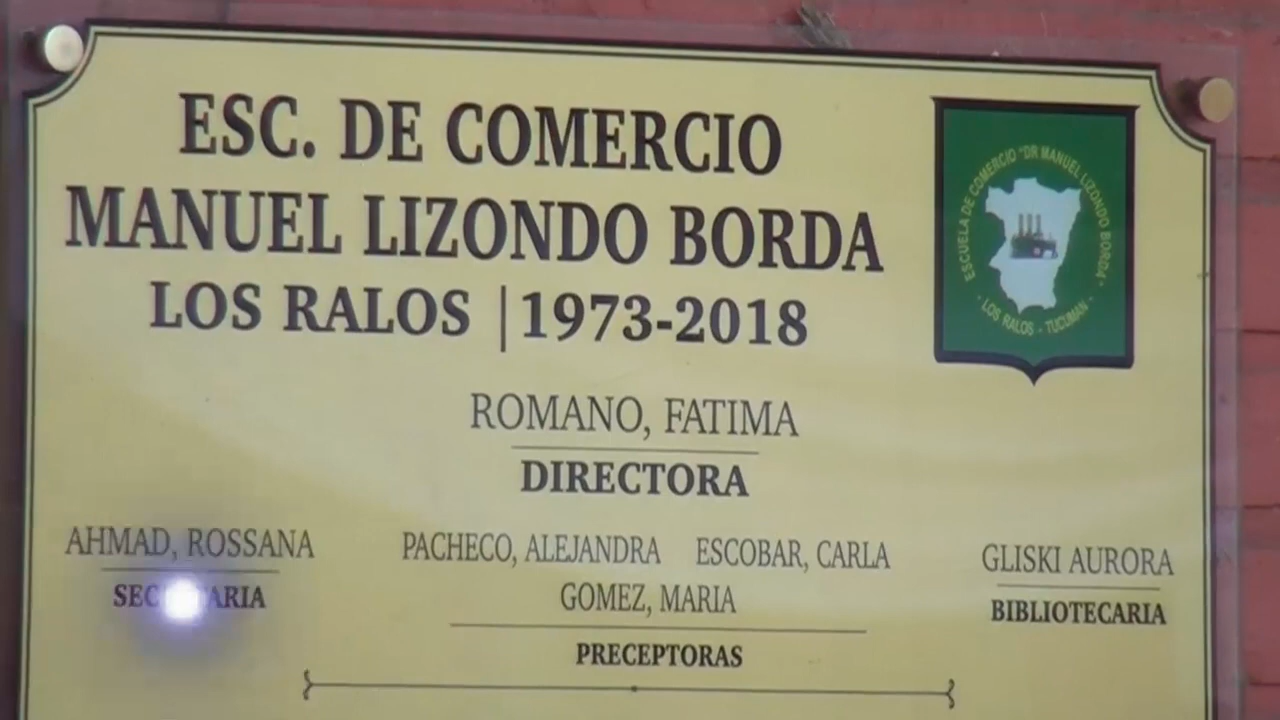 ESC. DE COMERCIO
MANUEL LIZONDO BORDA
LOS RALOS | 1973-2018
ESCUELA DE COMERCIO "DR MANUEL LIZONDO BORDA"
- LOS RALOS - TUCUMAN -
ROMANO, FATIMA
DIRECTORA
AHMAD, ROSSANA
PACHECO, ALEJANDRA ESCOBAR, CARLA
GOMEZ, MARIA
PRECEPTORAS
GLISKI AURORA
BIBLIOTECARIA